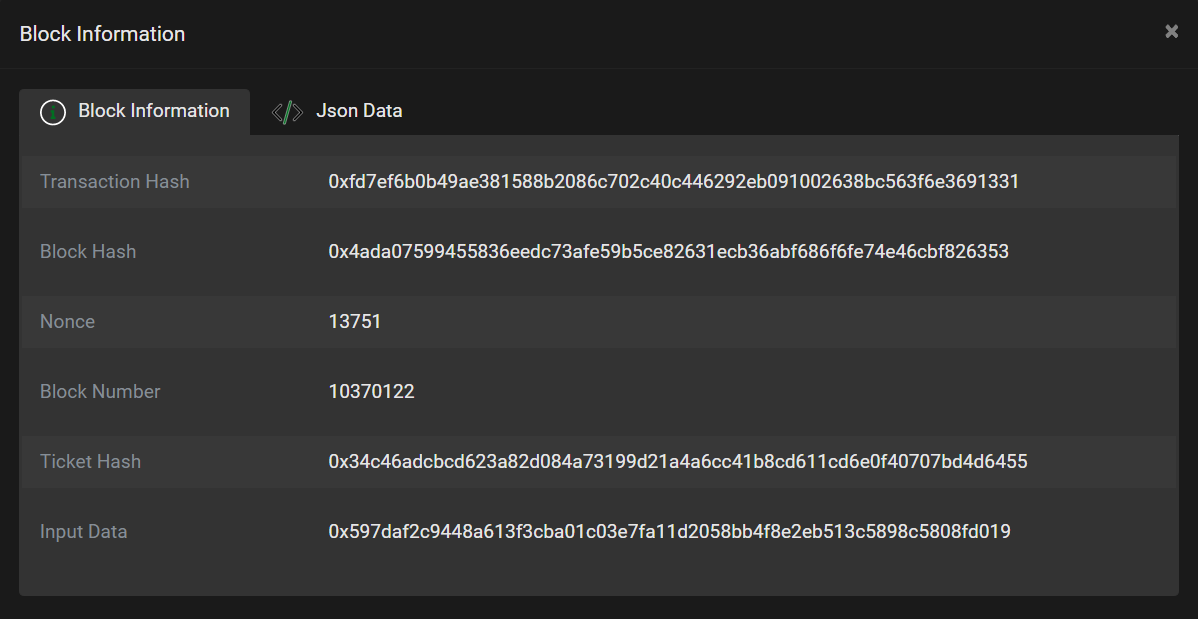 Block Information
Block Information
Json Data
Transaction Hash 0xfd7ef6b0b49ae381588b2086c702c40c446292eb091002638bc563f6e3691331
Block Hash 0x4ada07599455836eedc73afe59b5ce82631ecb36abf686f6fe74e46cbf826353
Nonce 13751
Block Number 10370122
Ticket Hash 0x34c46adcbcd623a82d084a73199d21a4a6cc41b8cd611cd6e0f40707bd4d6455
Input Data 0x597daf2c9448a613f3cba01c03e7fa11d2058bb4f8e2eb513c5898c5808fd019